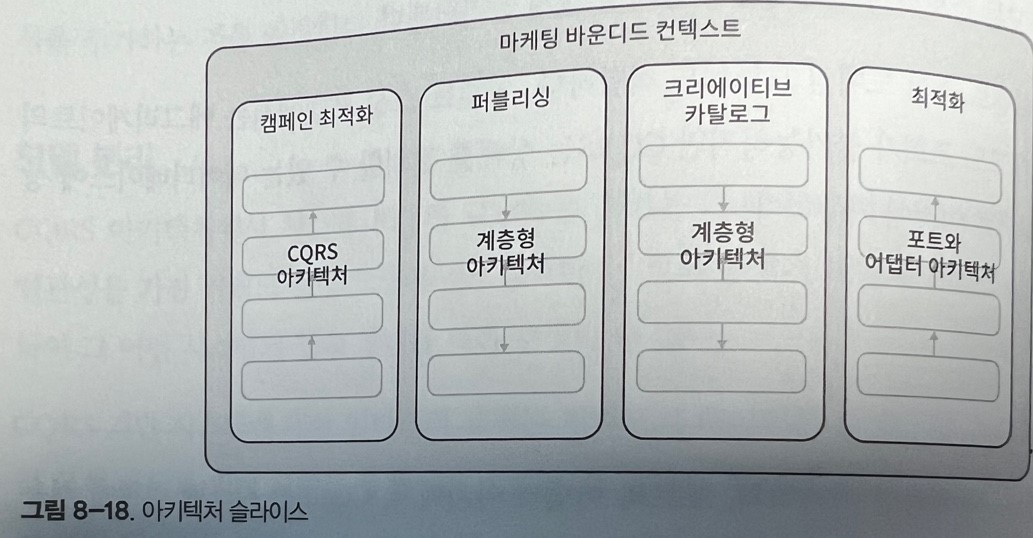 마케팅 바운디드 컨텍스트
캠페인 최적화
퍼블리싱
크리에이티브
카탈로그
최적화
CQRS
아키텍처
계층형
아키텍처
계층형
아키텍처
포트와
어댑터 아키텍처
그림 8-18. 아키텍처 슬라이스